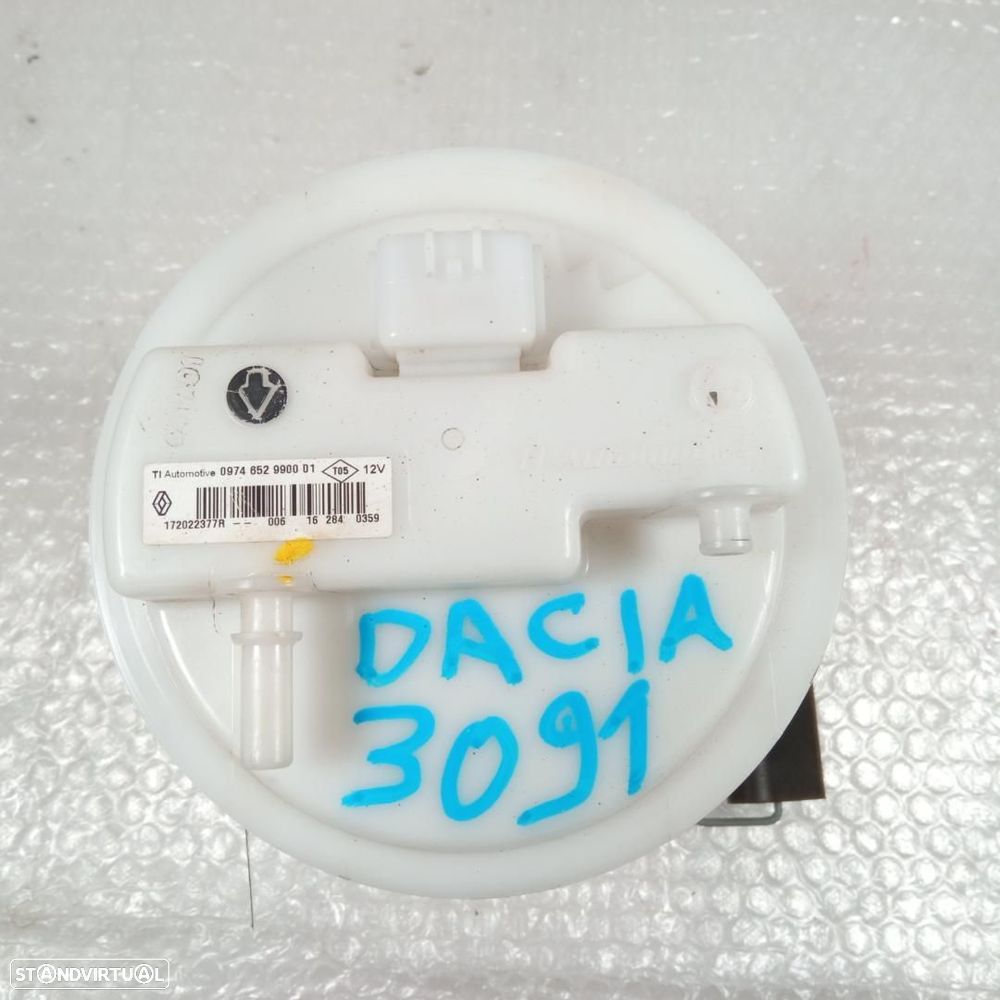 TI Automotive 0974 652 9900 01 T05 12V
172022377R -- 006 16 284 0359
DACIA
3091
STANDVIRTUAL